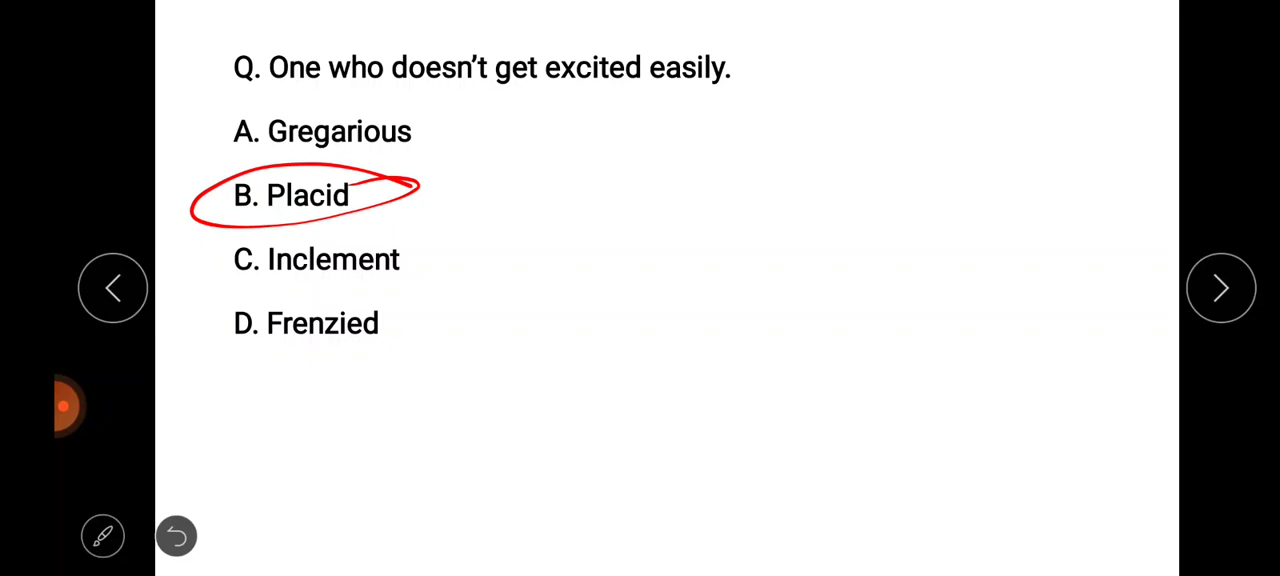 Q. One who doesn’t get excited easily.
A. Gregarious
B. Placid
C. Inclement
D. Frenzied